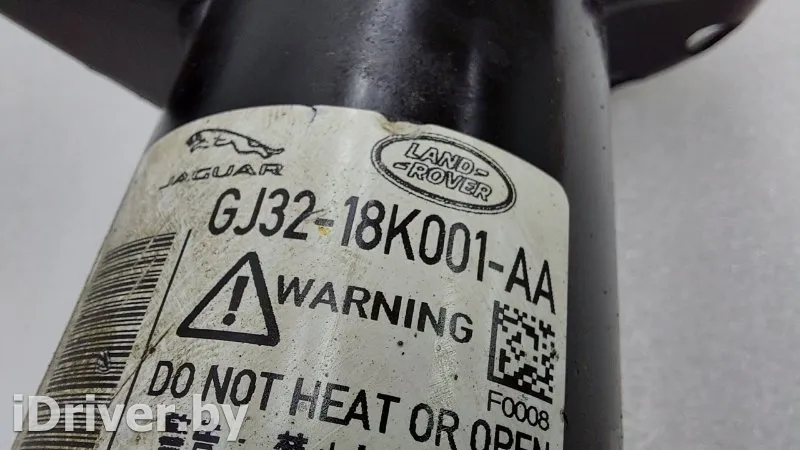 JAGUAR
LAND-
-ROVER
GJ32-18K001-AA
WARNING
F0008
DO NOT HEAT OR OPEN
iDriver.by